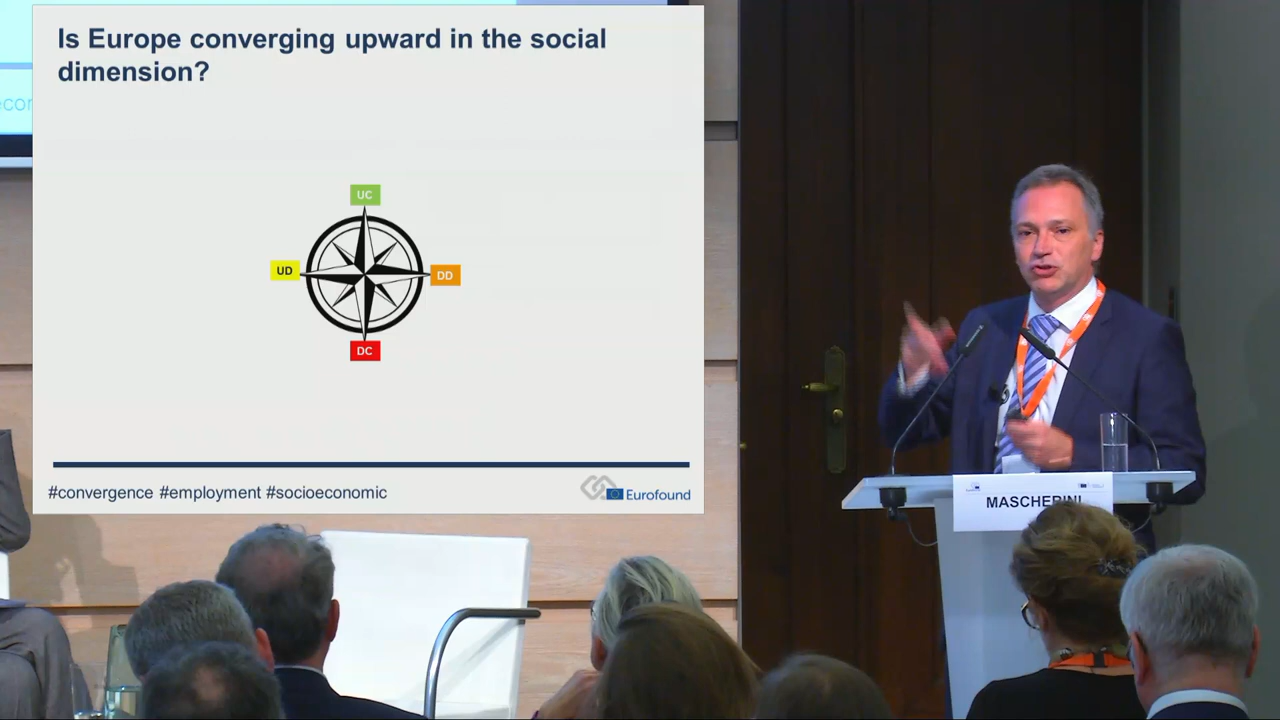 Is Europe converging upward in the social
dimension?
UC
UD
DD
DC
#convergence #employment #socioeconomic
Eurofound
MASCHERINI